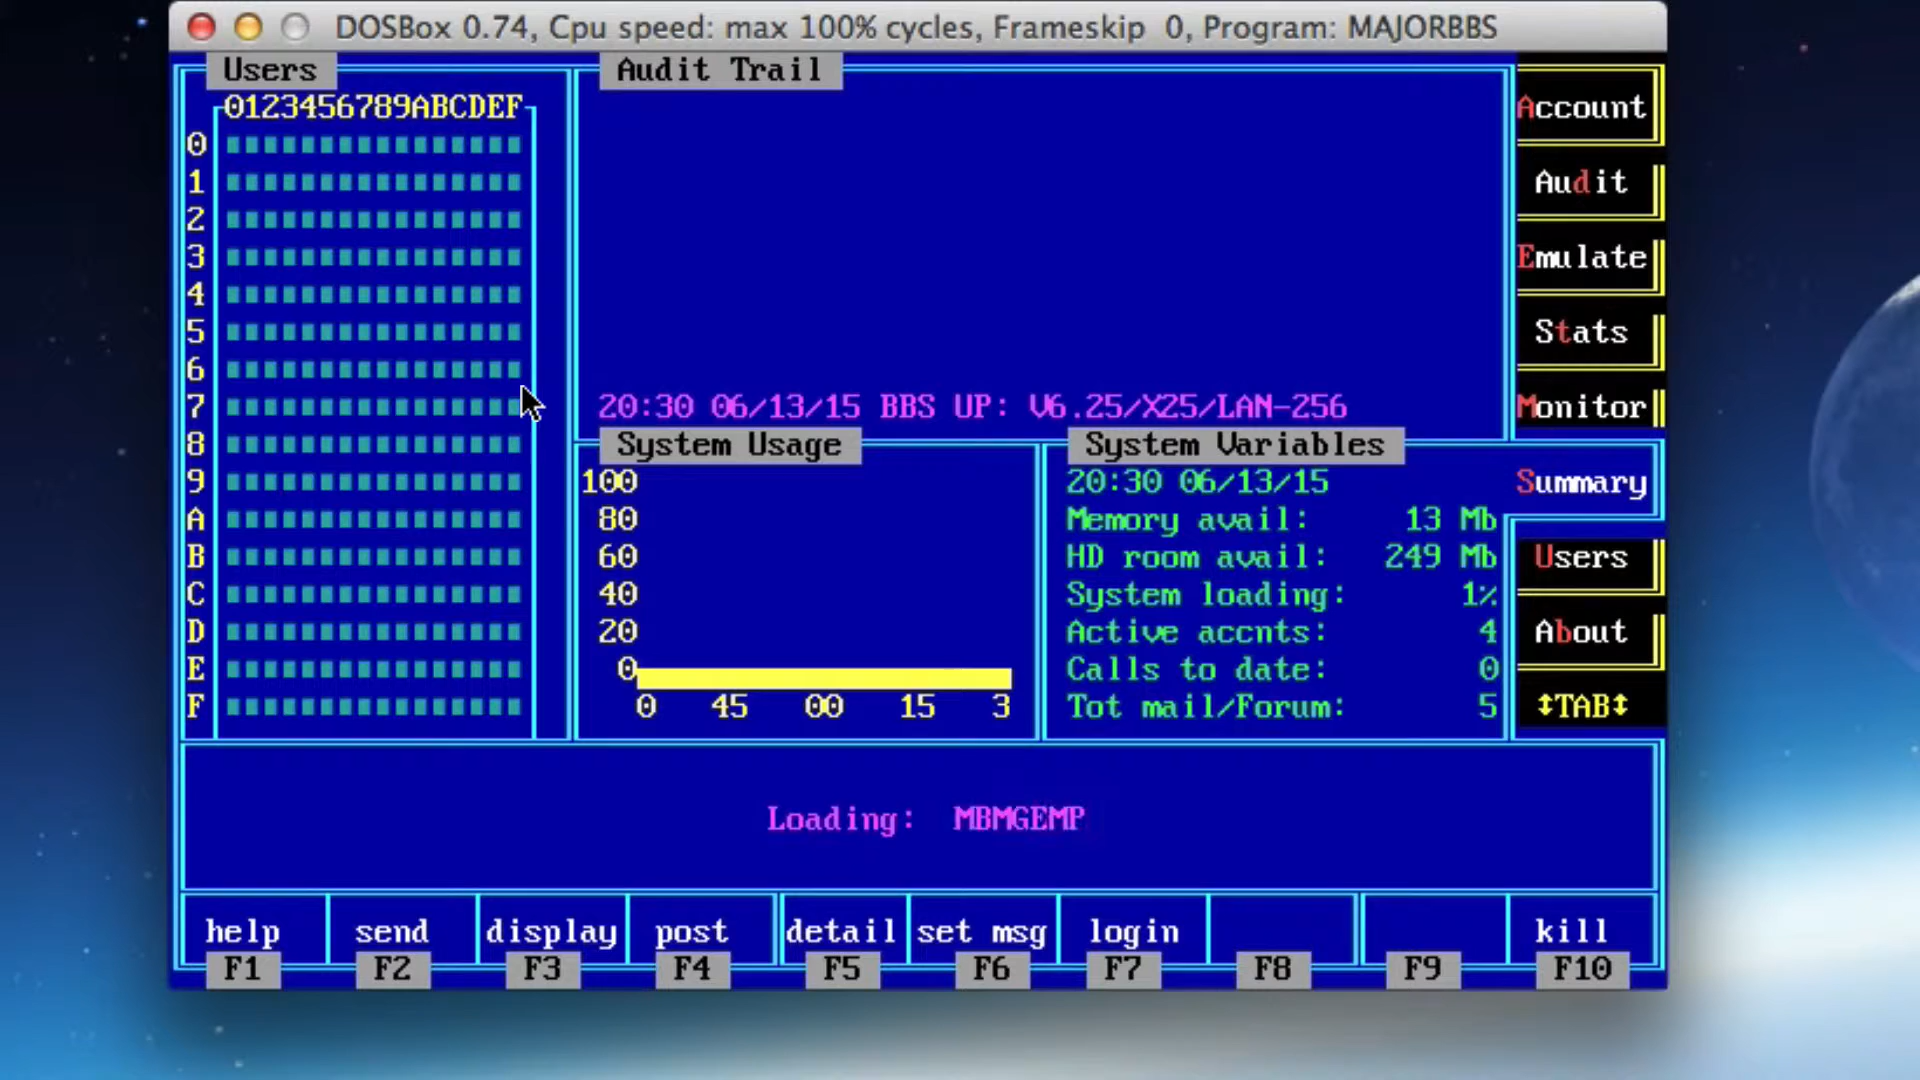 DOSBox 0.74, Cpu speed: max 100% cycles, Frameskip 0, Program: MAJORBBS
Users
0123456789ABCDEF
0
1
2
3
4
5
6
7
8
9
A
B
C
D
E
F
Audit Trail
20:30 06/13/15 BBS UP: V6.25/X25/LAN-256
System Usage
100
80
60
40
20
0
0 45 00 15 3
System Variables
20:30 06/13/15
Memory avail: 13 Mb
HD room avail: 249 Mb
System loading: 1%
Active accnts: 4
Calls to date: 0
Tot mail/Forum: 5
Account
Audit
Emulate
Stats
Monitor
Summary
Users
About
↕TAB↕
Loading: MBMGEMP
help send display post detail set msg login kill
F1 F2 F3 F4 F5 F6 F7 F8 F9 F10